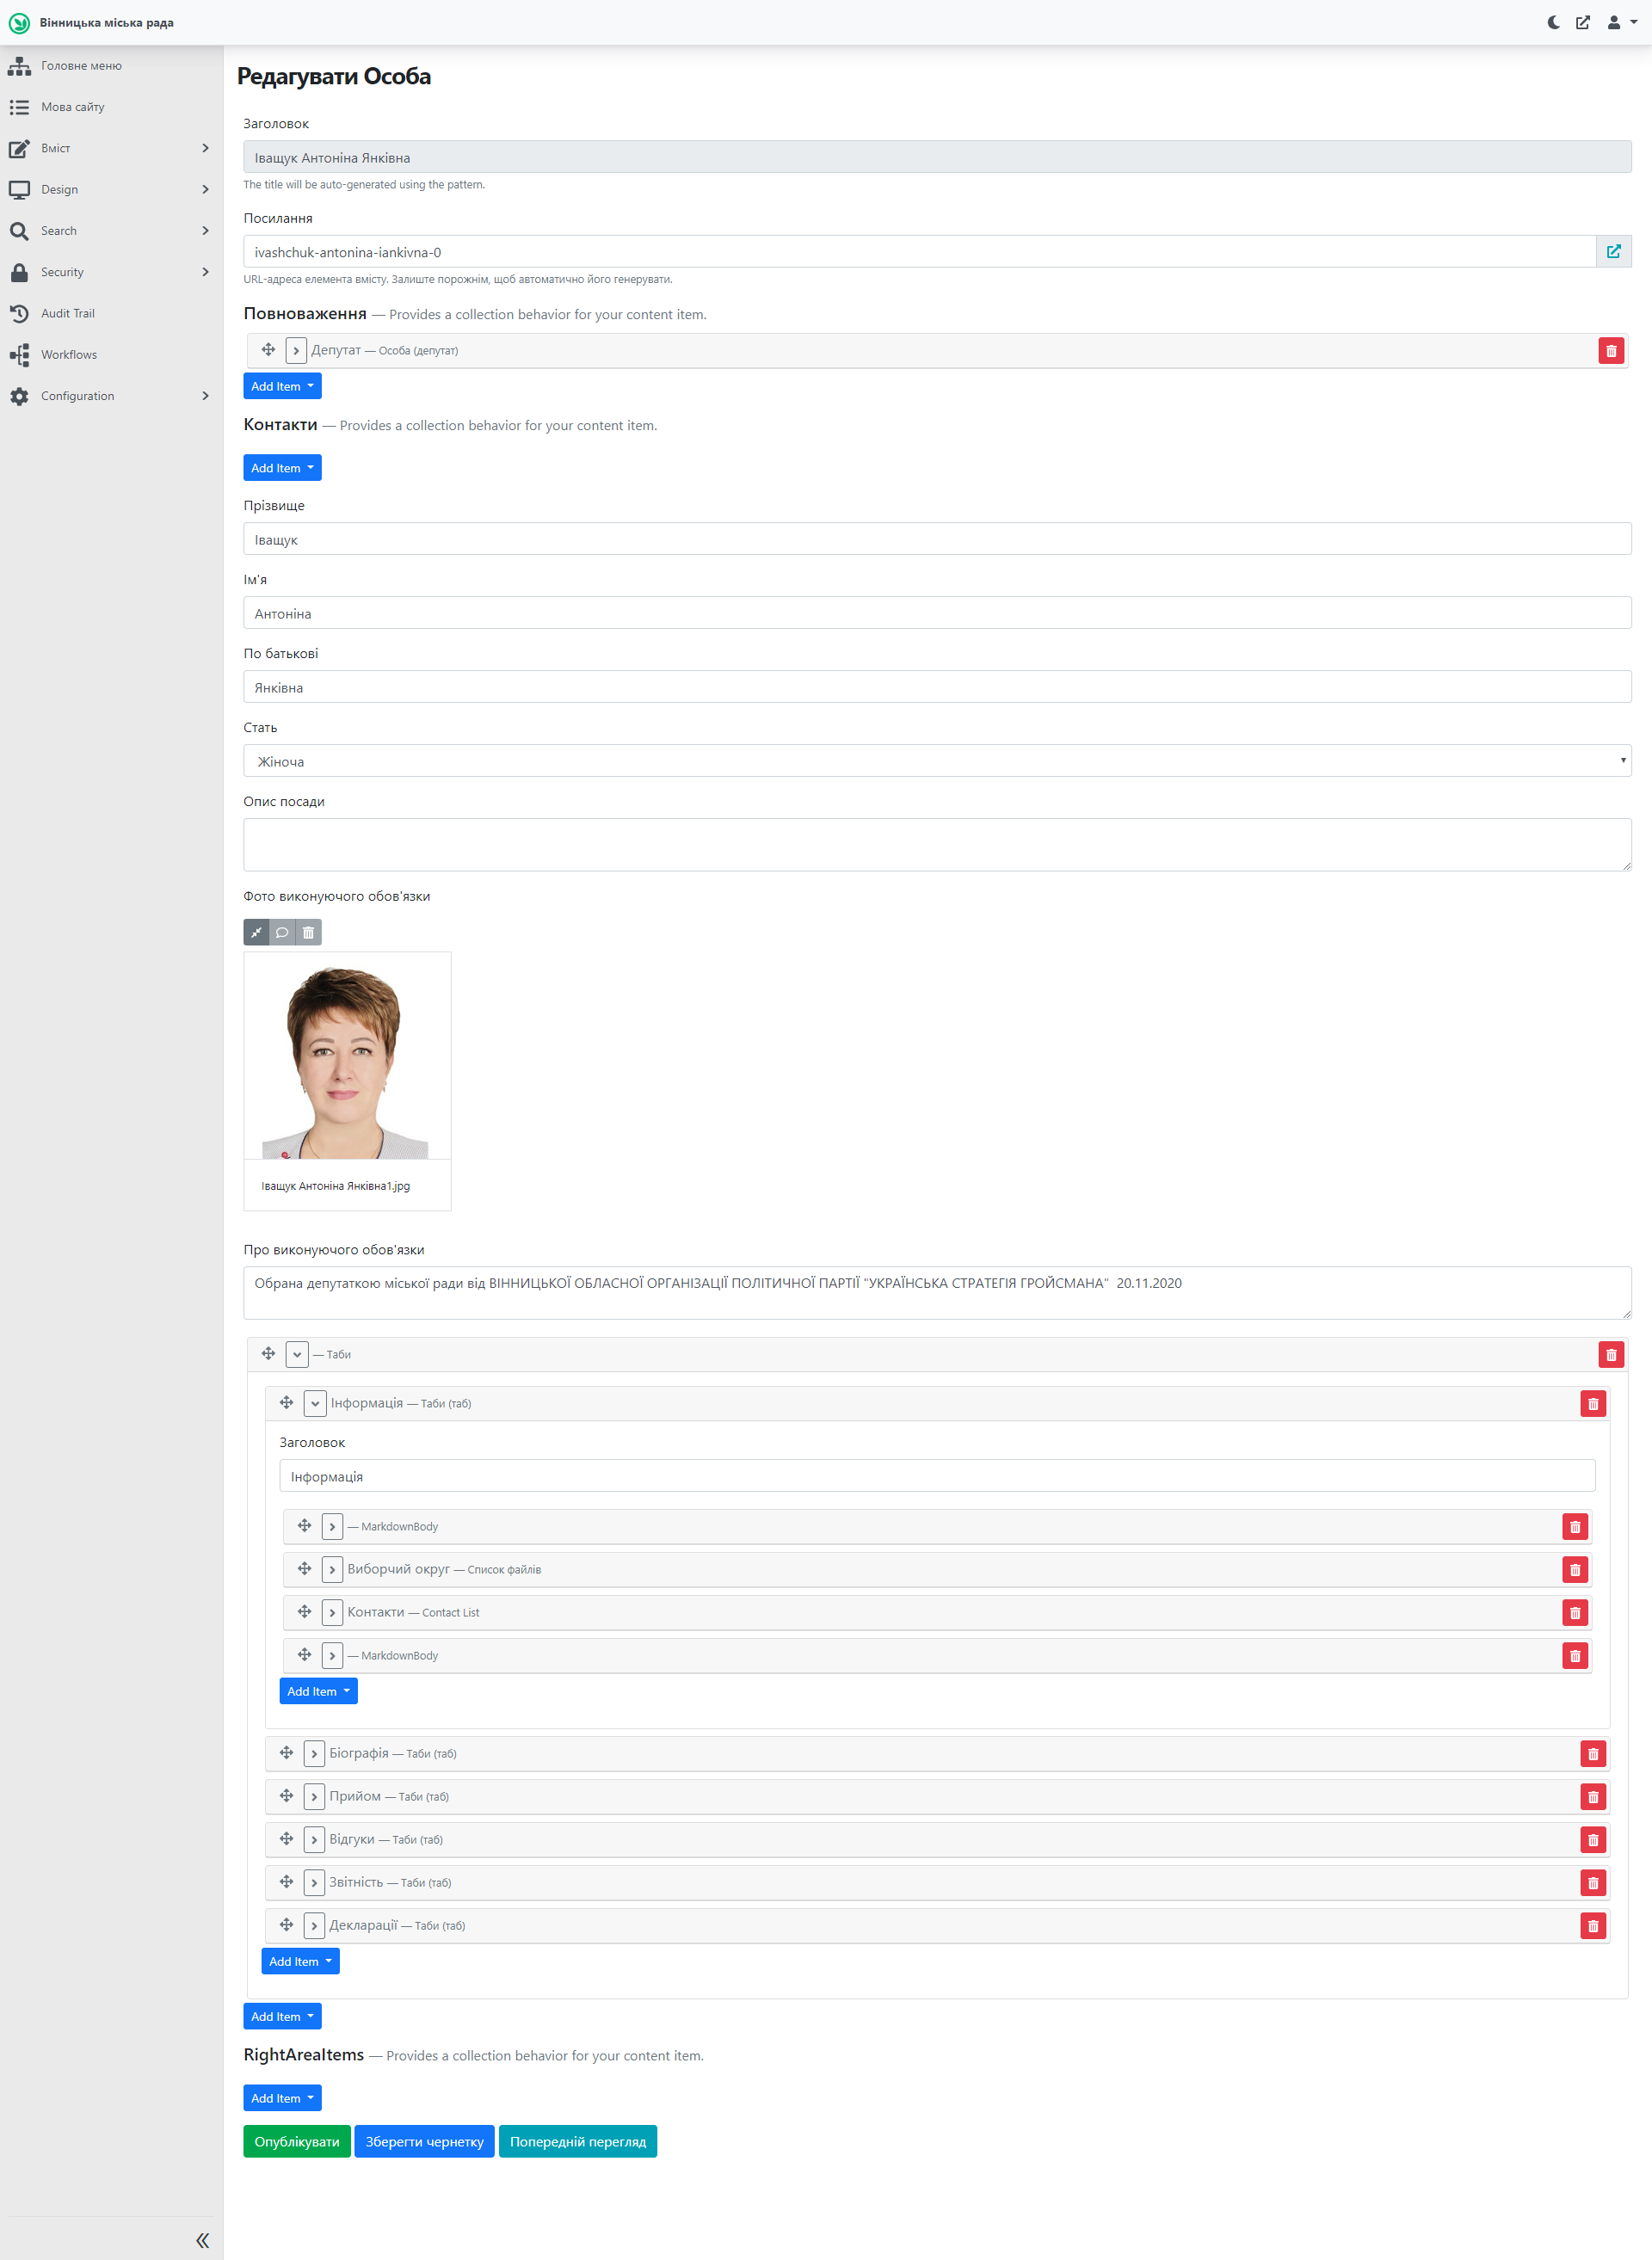 Вінницька міська рада
Головне меню
Мова сайту
Вміст
Design
Search
Security
Audit Trail
Workflows
Configuration
Редагувати Особа
Заголовок
Іващук Антоніна Янківна
The title will be auto-generated using the pattern.
Посилання
ivashchuk-antonina-iankivna-0
URL-адреса елемента вмісту. Залиште порожнім, щоб автоматично його генерувати.
Повноваження — Provides a collection behavior for your content item.
Депутат — Особа (депутат)
Add Item
Контакти — Provides a collection behavior for your content item.
Add Item
Прізвище
Іващук
Ім'я
Антоніна
По батькові
Янківна
Стать
Жіноча
Опис посади
Фото виконуючого обов'язки
Іващук Антоніна Янківна1.jpg
Про виконуючого обов'язки
Обрана депутаткою міської ради від ВІННИЦЬКОЇ ОБЛАСНОЇ ОРГАНІЗАЦІЇ ПОЛІТИЧНОЇ ПАРТІЇ "УКРАЇНСЬКА СТРАТЕГІЯ ГРОЙСМАНА" 20.11.2020
— Таби
Інформація — Таби (таб)
Заголовок
Інформація
— MarkdownBody
Виборчий округ — Список файлів
Контакти — Contact List
— MarkdownBody
Add Item
Біографія — Таби (таб)
Прийом — Таби (таб)
Відгуки — Таби (таб)
Звітність — Таби (таб)
Декларації — Таби (таб)
Add Item
Add Item
RightAreaItems — Provides a collection behavior for your content item.
Add Item
Опублікувати Зберегти чернетку Попередній перегляд